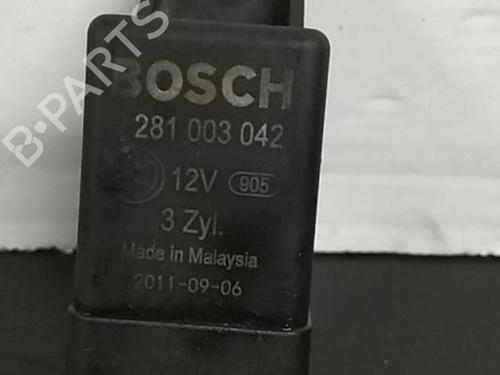 BOSCH
281 003 042
12V 905
3 Zyl.
Made in Malaysia
2011-09-06
B-PARTS